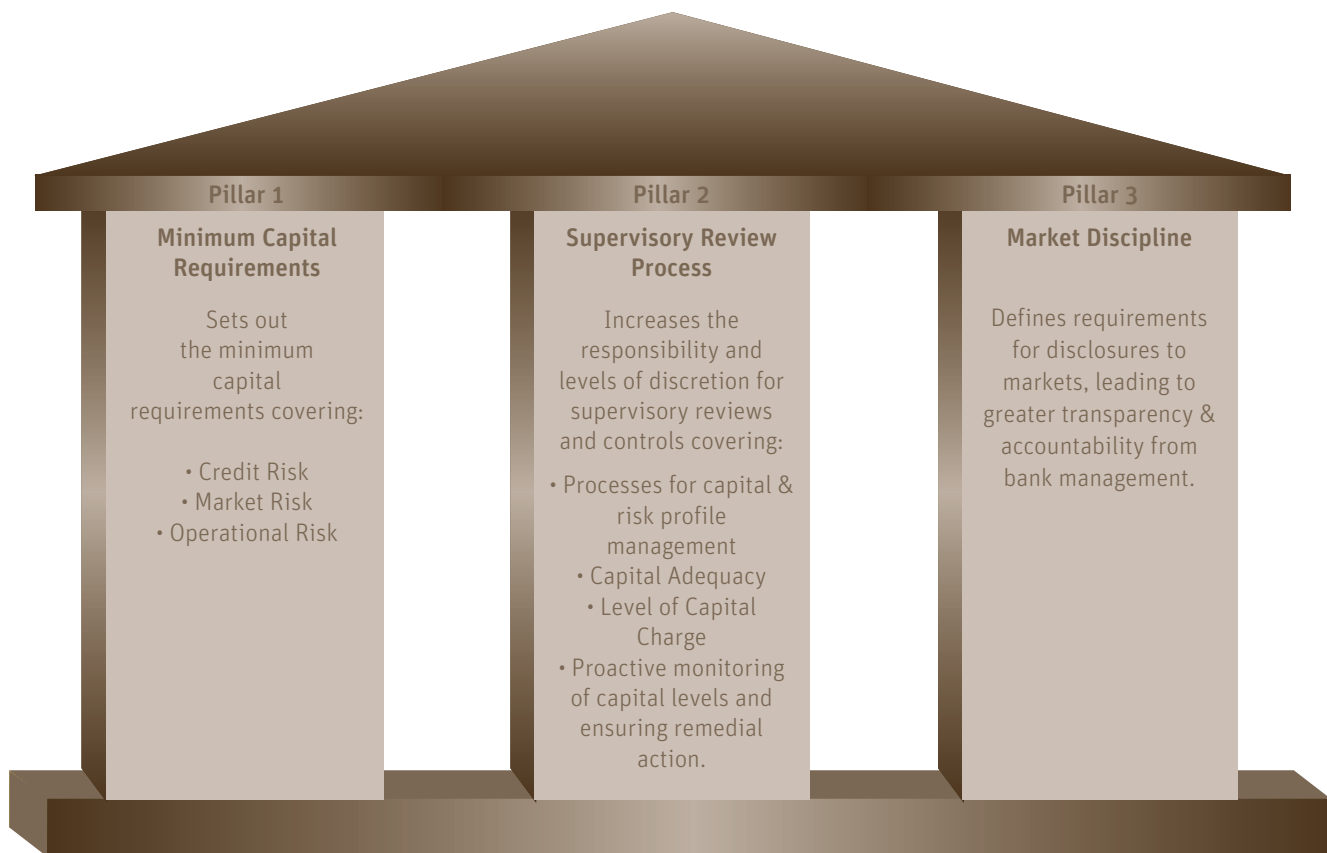 Pillar 1
Minimum Capital
Requirements
Sets out
the minimum
capital
requirements covering:
• Credit Risk
• Market Risk
• Operational Risk
Pillar 2
Supervisory Review
Process
Increases the
responsibility and
levels of discretion for
supervisory reviews
and controls covering:
• Processes for capital &
risk profile
management
• Capital Adequacy
• Level of Capital
Charge
• Proactive monitoring
of capital levels and
ensuring remedial
action.
Pillar 3
Market Discipline
Defines requirements
for disclosures to
markets, leading to
greater transparency &
accountability from
bank management.